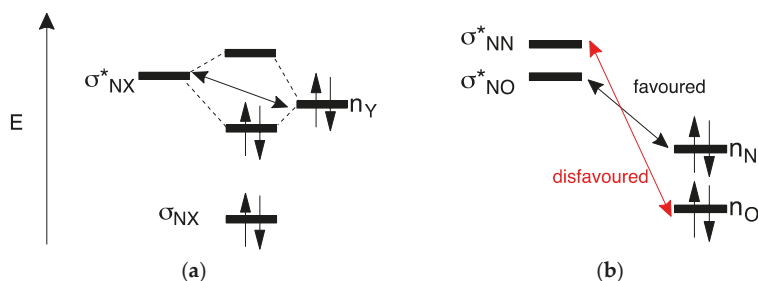 E
σ*NX
nY
σNX
(a)
σ*NN
σ*NO
favoured
nN
disfavoured
nO
(b)